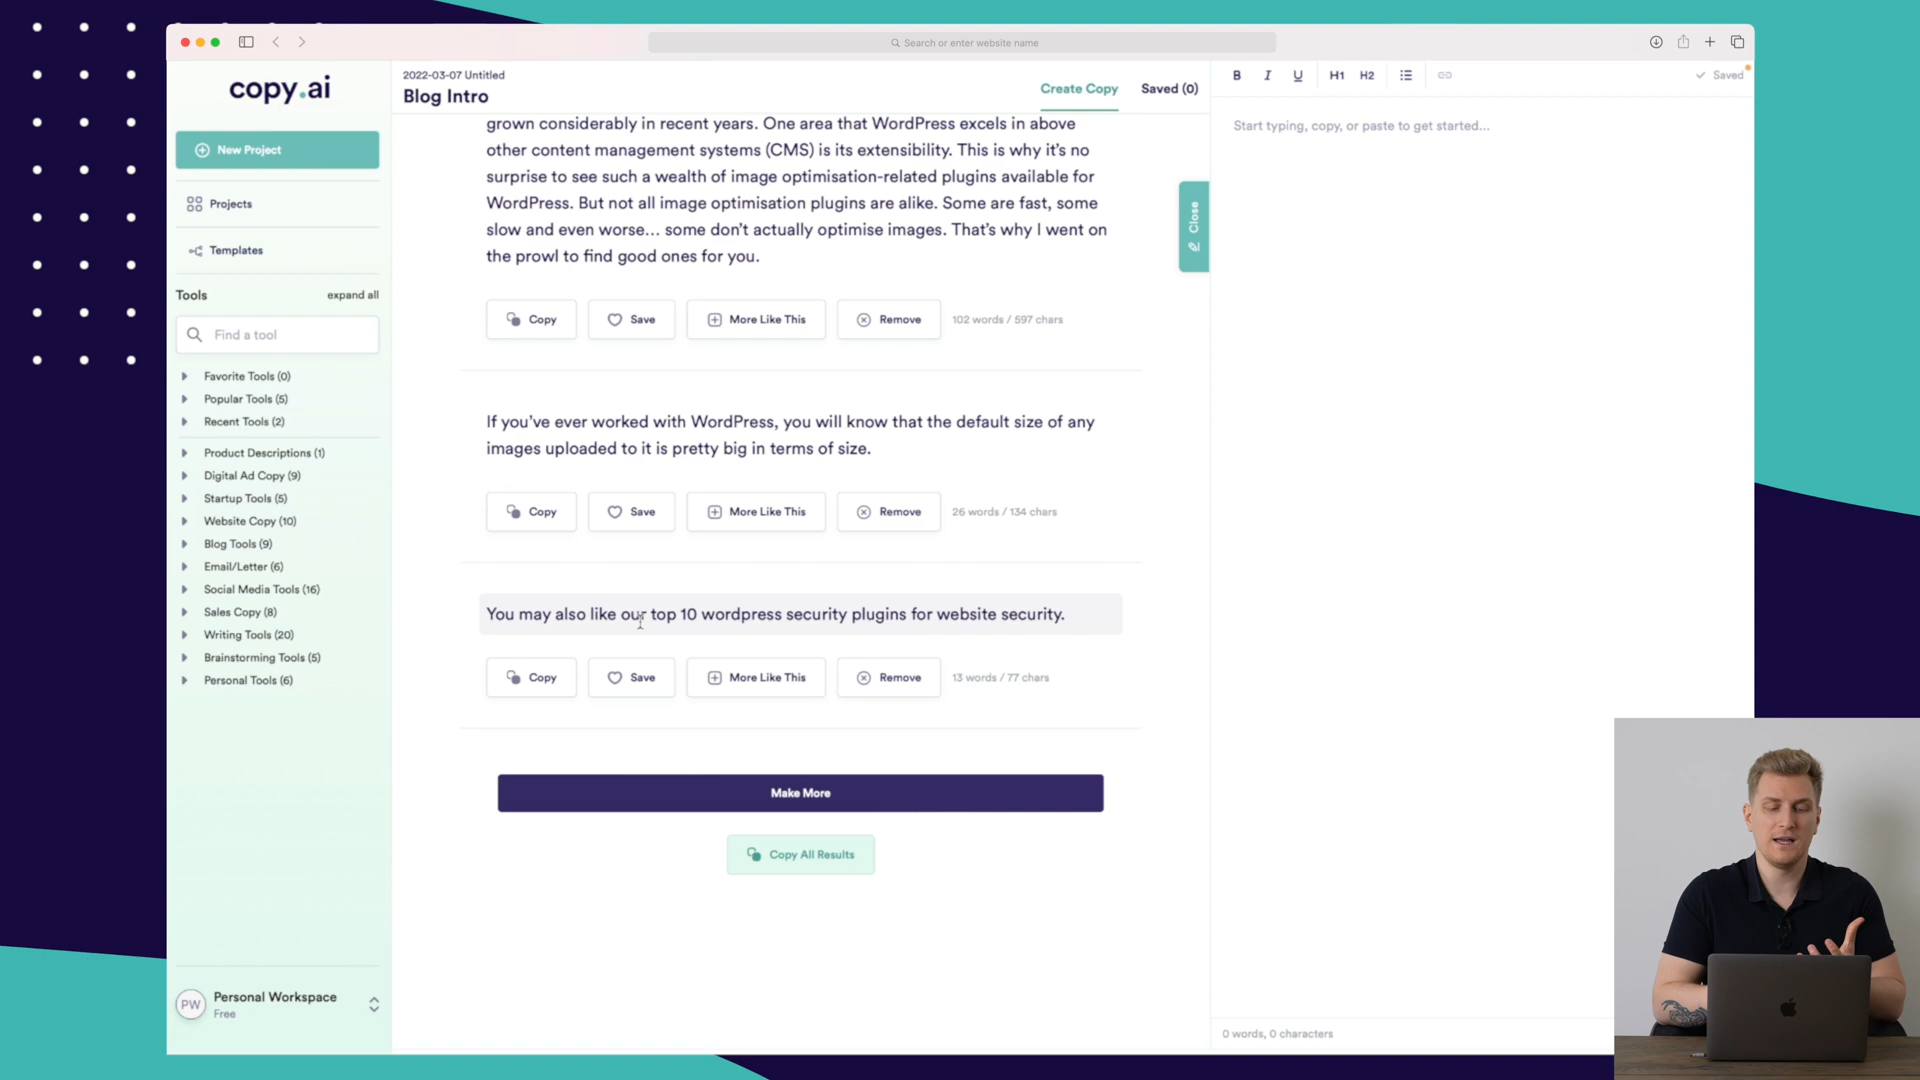 Search or enter website name
copy.ai
New Project
Projects
Templates
Tools
expand all
Find a tool
Favorite Tools (0)
Popular Tools (5)
Recent Tools (2)
Product Descriptions (1)
Digital Ad Copy (9)
Startup Tools (5)
Website Copy (10)
Blog Tools (9)
Email/Letter (6)
Social Media Tools (16)
Sales Copy (8)
Writing Tools (20)
Brainstorming Tools (5)
Personal Tools (6)
PW
Personal Workspace
Free
2022-03-07 Untitled
Blog Intro
Create Copy
Saved (0)
grown considerably in recent years. One area that WordPress excels in above
other content management systems (CMS) is its extensibility. This is why it's no
surprise to see such a wealth of image optimisation-related plugins available for
WordPress. But not all image optimisation plugins are alike. Some are fast, some
slow and even worse… some don't actually optimise images. That's why I went on
the prowl to find good ones for you.
Copy Save More Like This Remove 102 words / 597 chars
If you've ever worked with WordPress, you will know that the default size of any
images uploaded to it is pretty big in terms of size.
Copy Save More Like This Remove 26 words / 134 chars
You may also like our top 10 wordpress security plugins for website security.
Copy Save More Like This Remove 13 words / 77 chars
Make More
Copy All Results
Close
B I U H1 H2
Saved
Start typing, copy, or paste to get started...
0 words, 0 characters